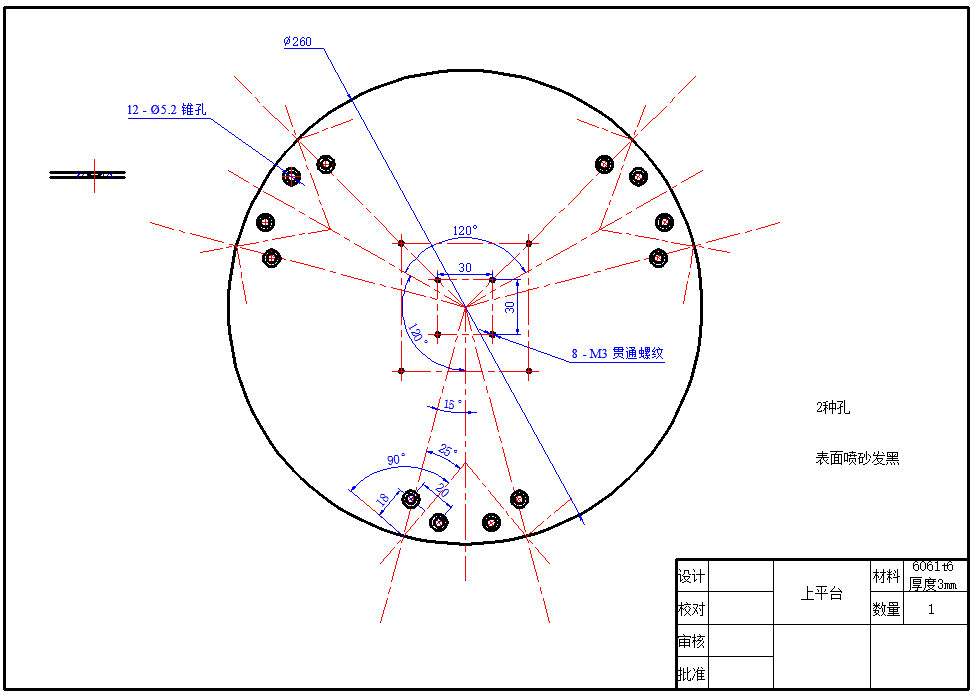 Ø260
12 - Ø5.2 锥孔
120°
30
30
120°
8 - M3 贯通螺纹
15°
2种孔
25°
90°
表面喷砂发黑
20
18
设计
校对
审核
批准
上平台
材料
6061t6
厚度3mm
数量
1